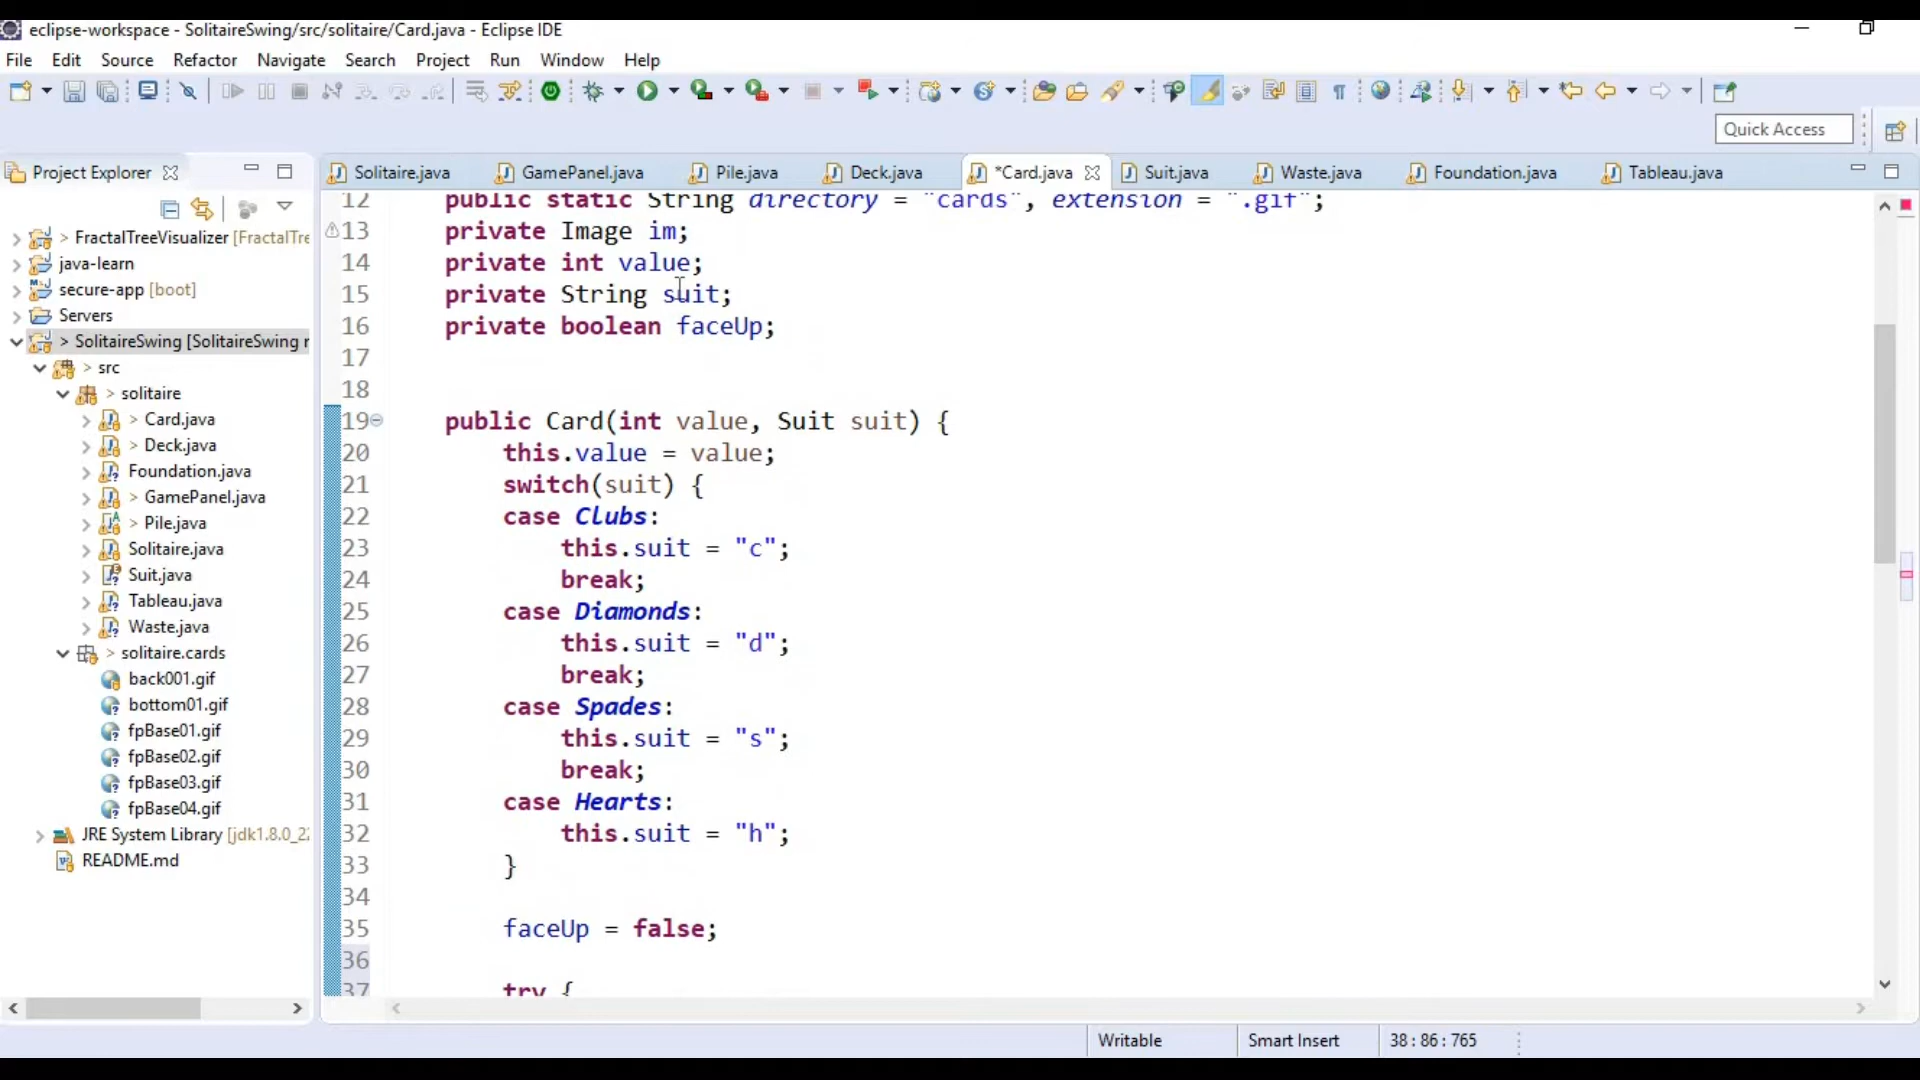 eclipse-workspace - SolitaireSwing/src/solitaire/Card.java - Eclipse IDE
File Edit Source Refactor Navigate Search Project Run Window Help
Quick Access
Project Explorer
Solitaire.java GamePanel.java Pile.java Deck.java *Card.java Suit.java Waste.java Foundation.java Tableau.java
> FractalTreeVisualizer [FractalTre
java-learn
secure-app [boot]
Servers
> SolitaireSwing [SolitaireSwing r
> src
> solitaire
> Card.java
> Deck.java
Foundation.java
> GamePanel.java
> Pile.java
Solitaire.java
Suit.java
Tableau.java
Waste.java
> solitaire.cards
back001.gif
bottom01.gif
fpBase01.gif
fpBase02.gif
fpBase03.gif
fpBase04.gif
JRE System Library [jdk1.8.0_22
README.md
12 public static String directory = "cards", extension = ".gif";
13 private Image im;
14 private int value;
15 private String suit;
16 private boolean faceUp;
17
18
19 public Card(int value, Suit suit) {
20 this.value = value;
21 switch(suit) {
22 case Clubs:
23 this.suit = "c";
24 break;
25 case Diamonds:
26 this.suit = "d";
27 break;
28 case Spades:
29 this.suit = "s";
30 break;
31 case Hearts:
32 this.suit = "h";
33 }
34
35 faceUp = false;
36
37 try {
Writable Smart Insert 38 : 86 : 765